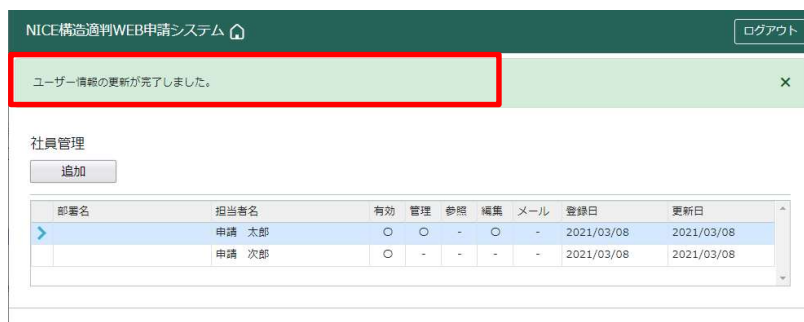 NICE構造適判WEB申請システム
ログアウト
ユーザー情報の更新が完了しました。
×
社員管理
追加
部署名 担当者名 有効 管理 参照 編集 メール 登録日 更新日
申請 太郎 ○ ○ - ○ - 2021/03/08 2021/03/08
申請 次郎 ○ - - - - 2021/03/08 2021/03/08